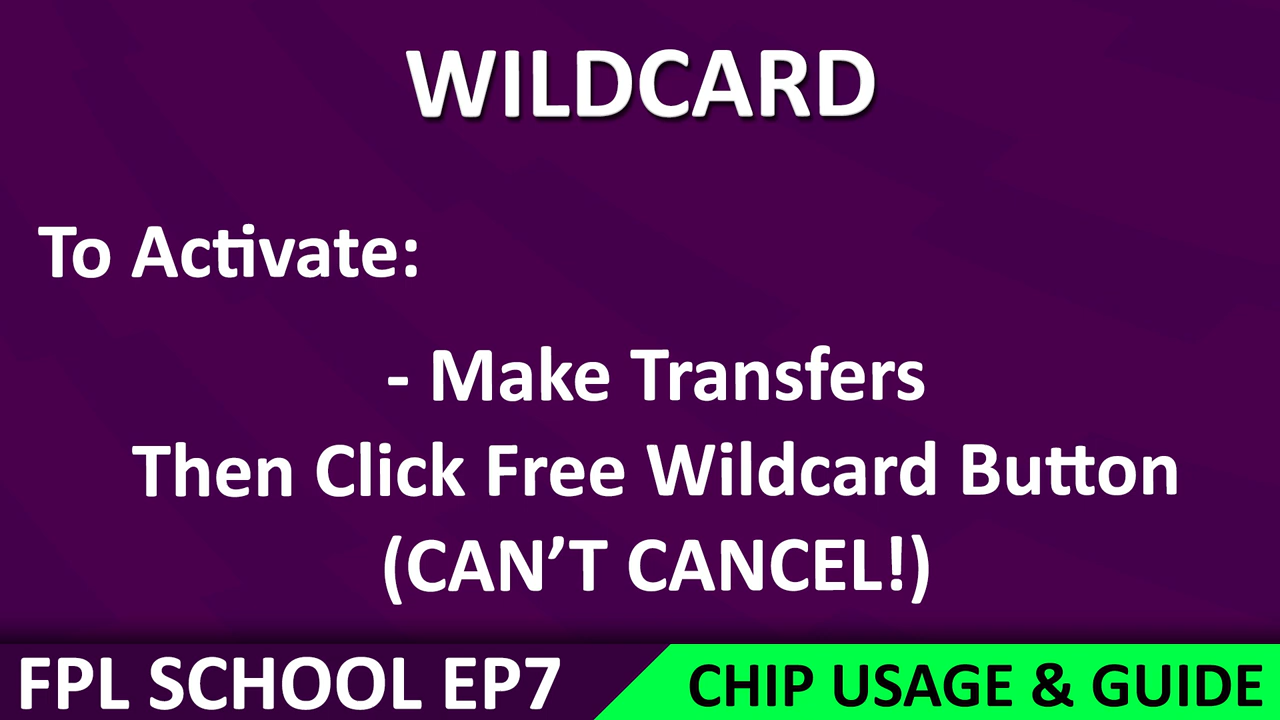 WILDCARD
To Activate:
- Make Transfers
Then Click Free Wildcard Button
(CAN’T CANCEL!)
FPL SCHOOL EP7
CHIP USAGE & GUIDE